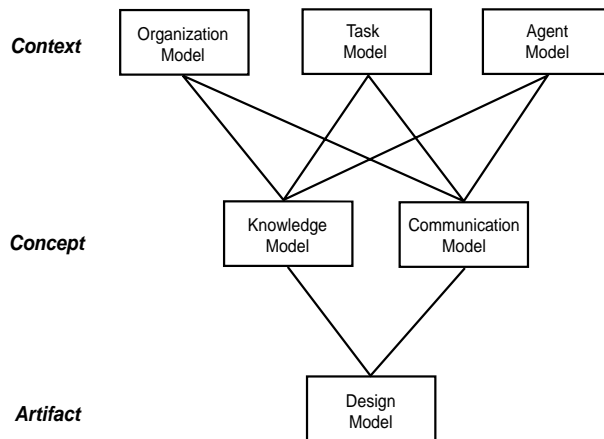 Context
Organization
Model
Task
Model
Agent
Model
Concept
Knowledge
Model
Communication
Model
Artifact
Design
Model